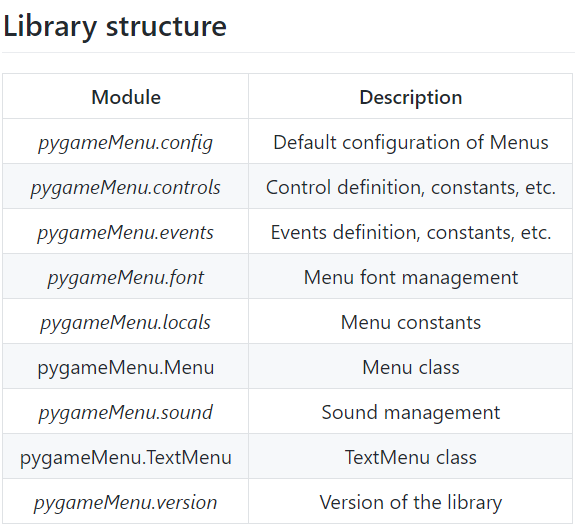 Library structure
Module Description
pygameMenu.config Default configuration of Menus
pygameMenu.controls Control definition, constants, etc.
pygameMenu.events Events definition, constants, etc.
pygameMenu.font Menu font management
pygameMenu.locals Menu constants
pygameMenu.Menu Menu class
pygameMenu.sound Sound management
pygameMenu.TextMenu TextMenu class
pygameMenu.version Version of the library